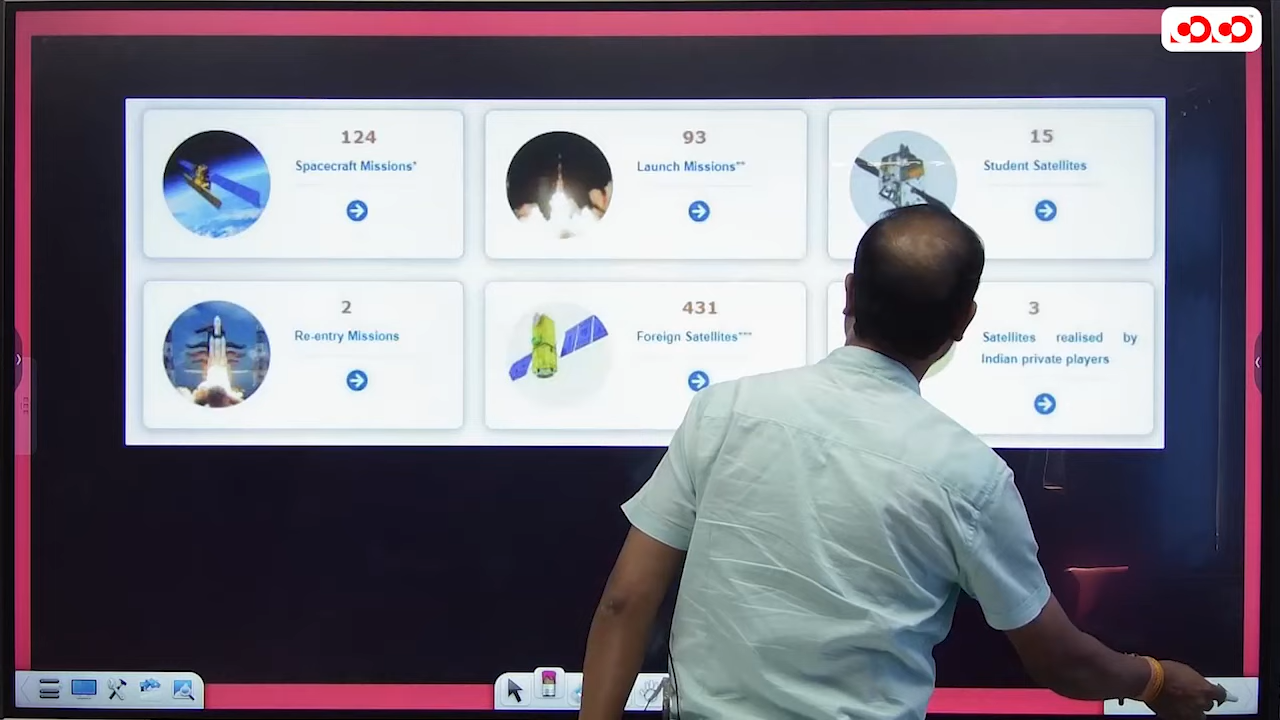 124
Spacecraft Missions*
93
Launch Missions**
15
Student Satellites
2
Re-entry Missions
431
Foreign Satellites***
3
Satellites realised by
Indian private players